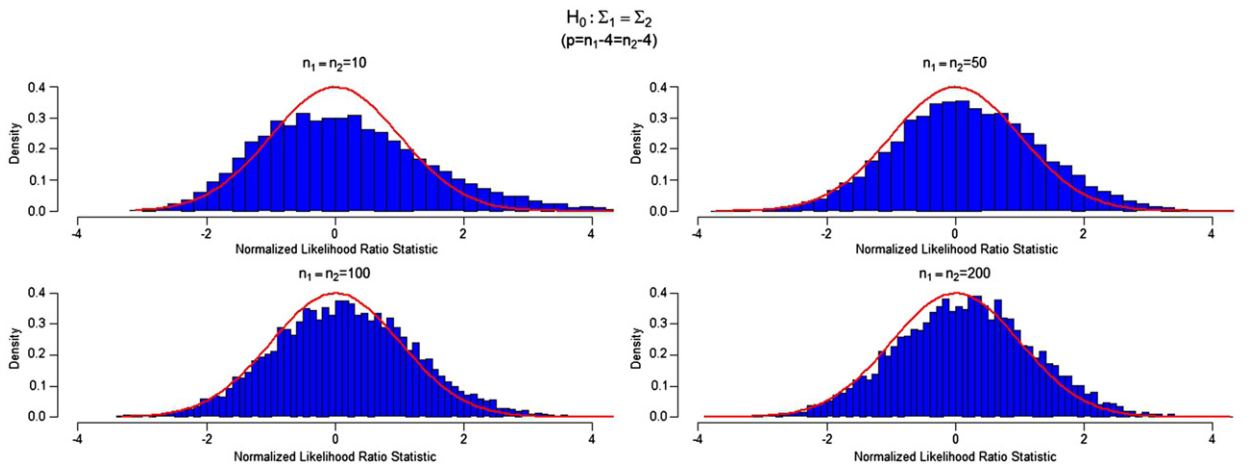 H₀ : Σ₁ = Σ₂
(p=n₁-4=n₂-4)
n₁ = n₂=10
Density
0.4
0.3
0.2
0.1
0.0
-4 -2 0 2 4
Normalized Likelihood Ratio Statistic
n₁ = n₂=50
Density
0.4
0.3
0.2
0.1
0.0
-4 -2 0 2 4
Normalized Likelihood Ratio Statistic
n₁ = n₂=100
Density
0.4
0.3
0.2
0.1
0.0
-4 -2 0 2 4
Normalized Likelihood Ratio Statistic
n₁ = n₂=200
Density
0.4
0.3
0.2
0.1
0.0
-4 -2 0 2 4
Normalized Likelihood Ratio Statistic